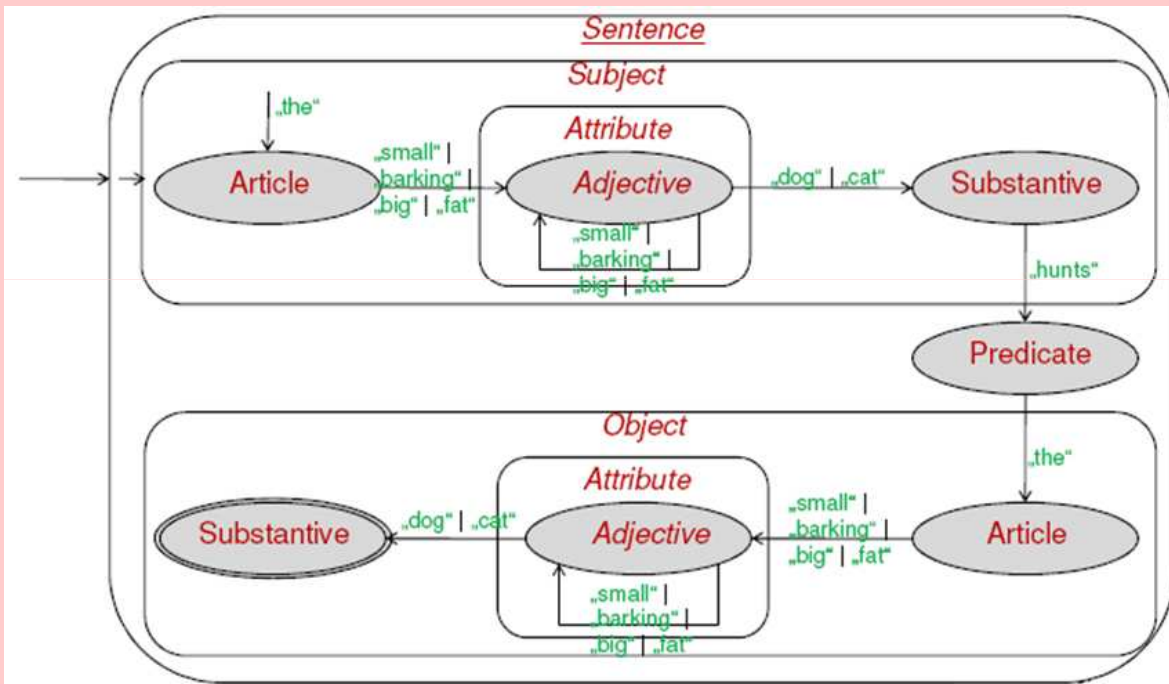 Sentence
Subject
„the“
Attribute
„small“ |
„barking“ |
„big“ | „fat“
Article
Adjective
„dog“ | „cat“
Substantive
„small“ |
„barking“ |
„big“ | „fat“
„hunts“
Predicate
Object
„the“
Attribute
Substantive
„dog“ | „cat“
Adjective
„small“ |
„barking“ |
„big“ | „fat“
Article
„small“ |
„barking“ |
„big“ | „fat“